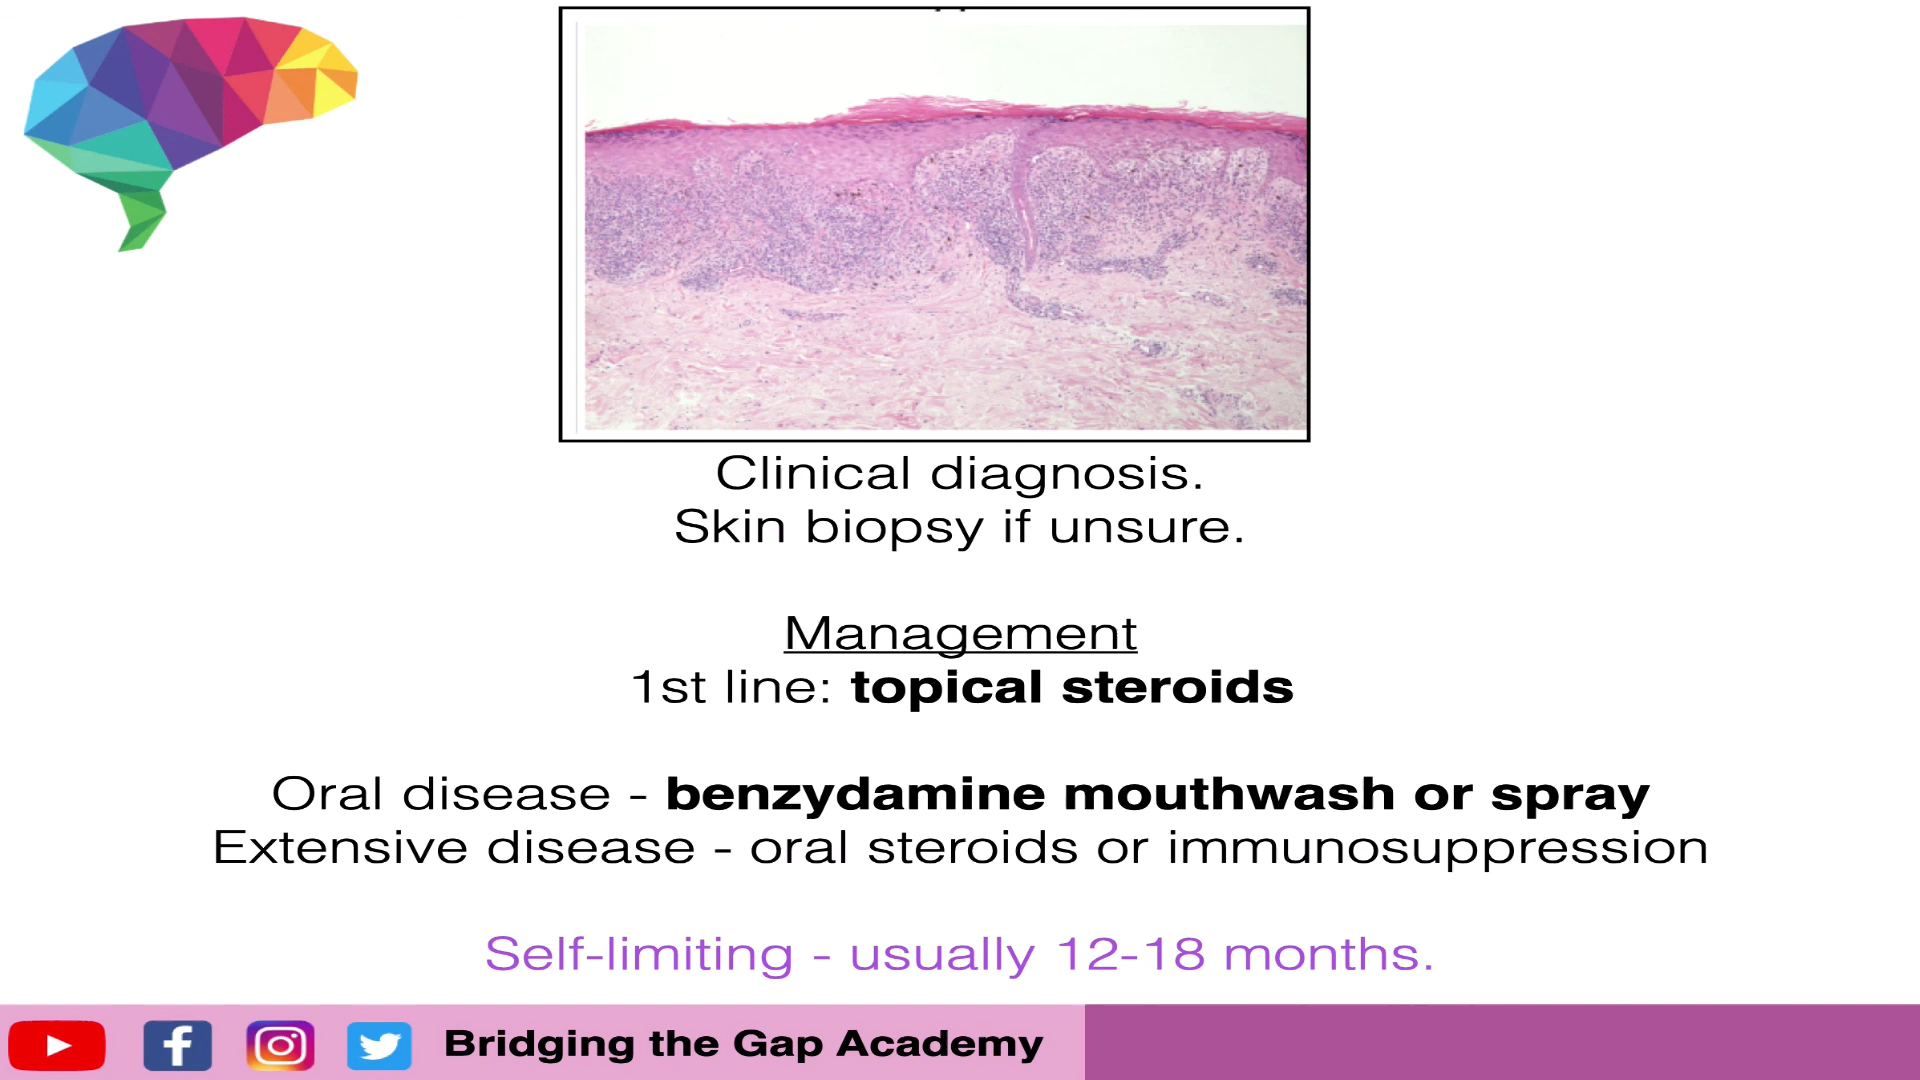 Clinical diagnosis.
Skin biopsy if unsure.
Management
1st line: topical steroids
Oral disease - benzydamine mouthwash or spray
Extensive disease - oral steroids or immunosuppression
Self-limiting - usually 12-18 months.
Bridging the Gap Academy